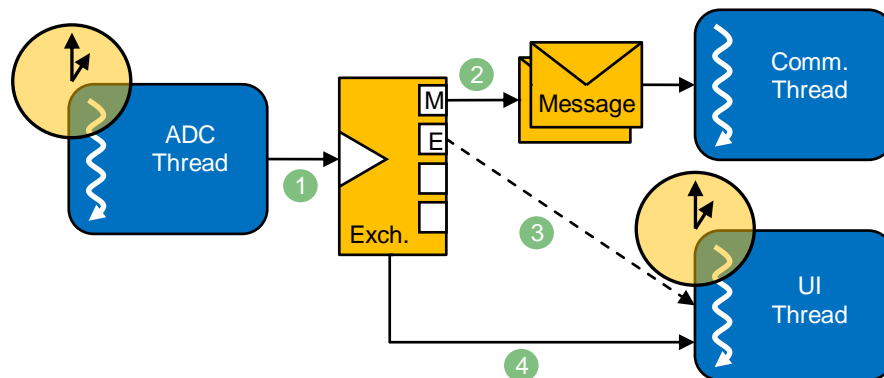 ADC
Thread
1
Exch.
M
E
2
Message
Comm.
Thread
3
4
UI
Thread